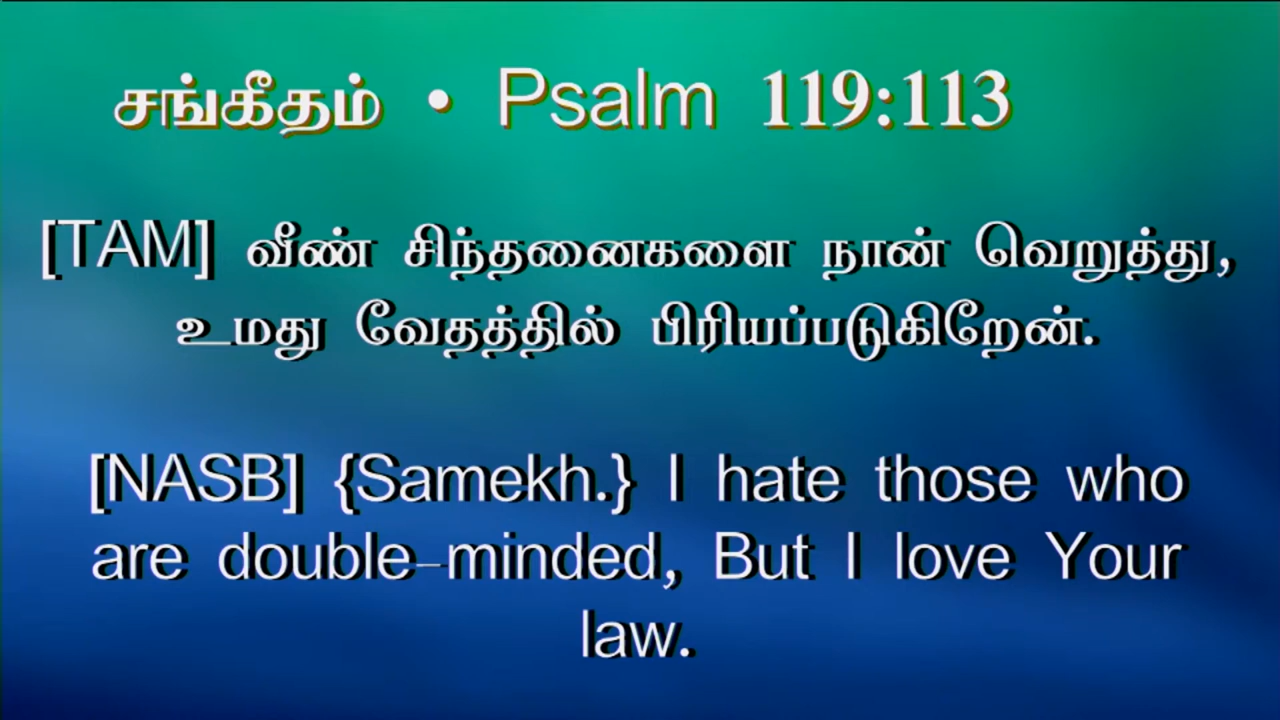 சங்கீதம் • Psalm 119:113
[TAM] வீண் சிந்தனைகளை நான் வெறுத்து,
உமது வேதத்தில் பிரியப்படுகிறேன்.
[NASB] {Samekh.} I hate those who
are double-minded, But I love Your
law.